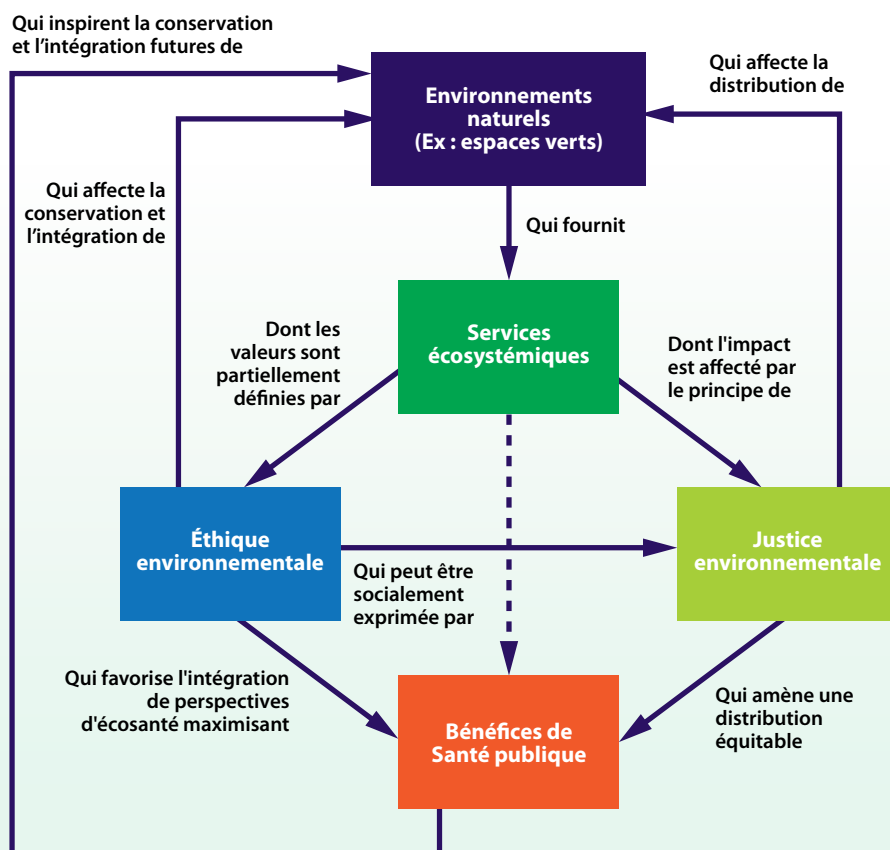 Qui inspirent la conservation
et l’intégration futures de
Environnements
naturels
(Ex : espaces verts)
Qui affecte la
distribution de
Qui affecte la
conservation et
l’intégration de
Qui fournit
Services
écosystémiques
Dont les
valeurs sont
partiellement
définies par
Dont l'impact
est affecté par
le principe de
Éthique
environnementale
Justice
environnementale
Qui peut être
socialement
exprimée par
Qui favorise l'intégration
de perspectives
d'écosanté maximisant
Bénéfices de
Santé publique
Qui amène une
distribution
équitable